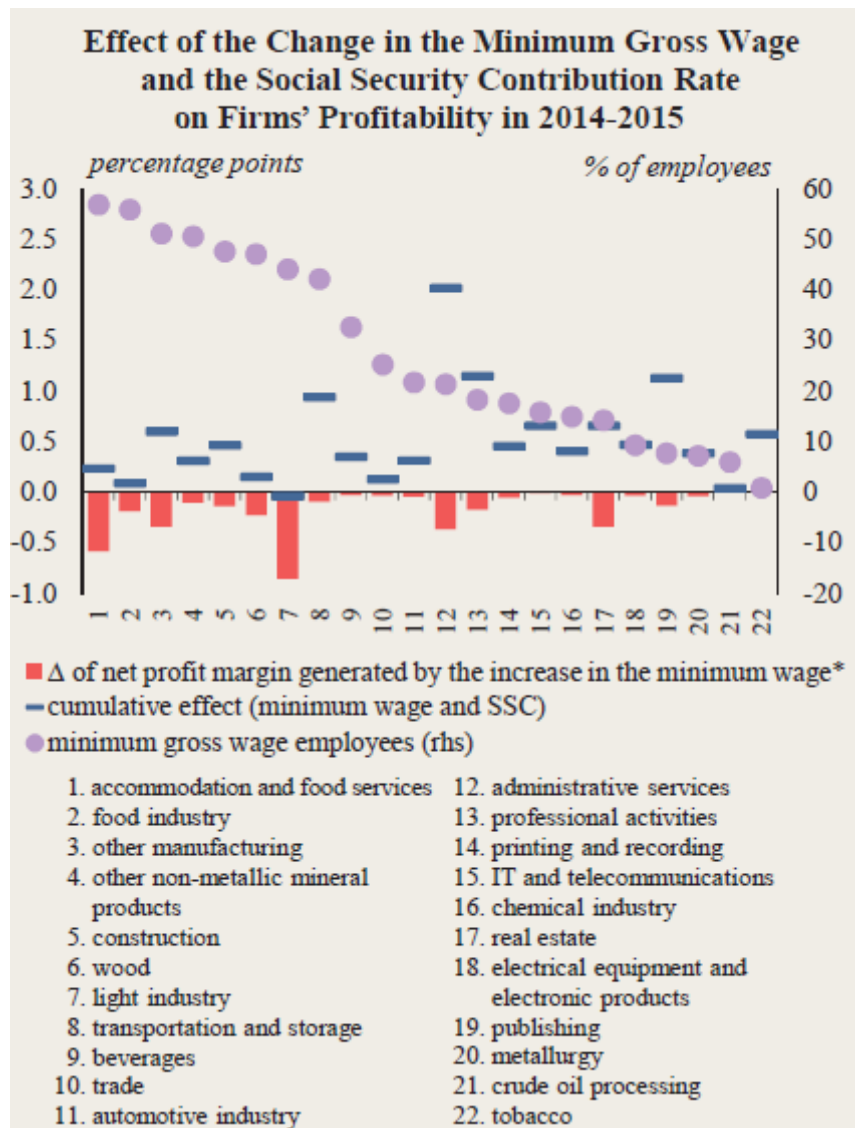 Effect of the Change in the Minimum Gross Wage
and the Social Security Contribution Rate
on Firms’ Profitability in 2014-2015
percentage points
% of employees
3.0
2.5
2.0
1.5
1.0
0.5
0.0
-0.5
-1.0
60
50
40
30
20
10
0
-10
-20
1 2 3 4 5 6 7 8 9 10 11 12 13 14 15 16 17 18 19 20 21 22
Δ of net profit margin generated by the increase in the minimum wage*
cumulative effect (minimum wage and SSC)
minimum gross wage employees (rhs)
1. accommodation and food services
2. food industry
3. other manufacturing
4. other non-metallic mineral
products
5. construction
6. wood
7. light industry
8. transportation and storage
9. beverages
10. trade
11. automotive industry
12. administrative services
13. professional activities
14. printing and recording
15. IT and telecommunications
16. chemical industry
17. real estate
18. electrical equipment and
electronic products
19. publishing
20. metallurgy
21. crude oil processing
22. tobacco